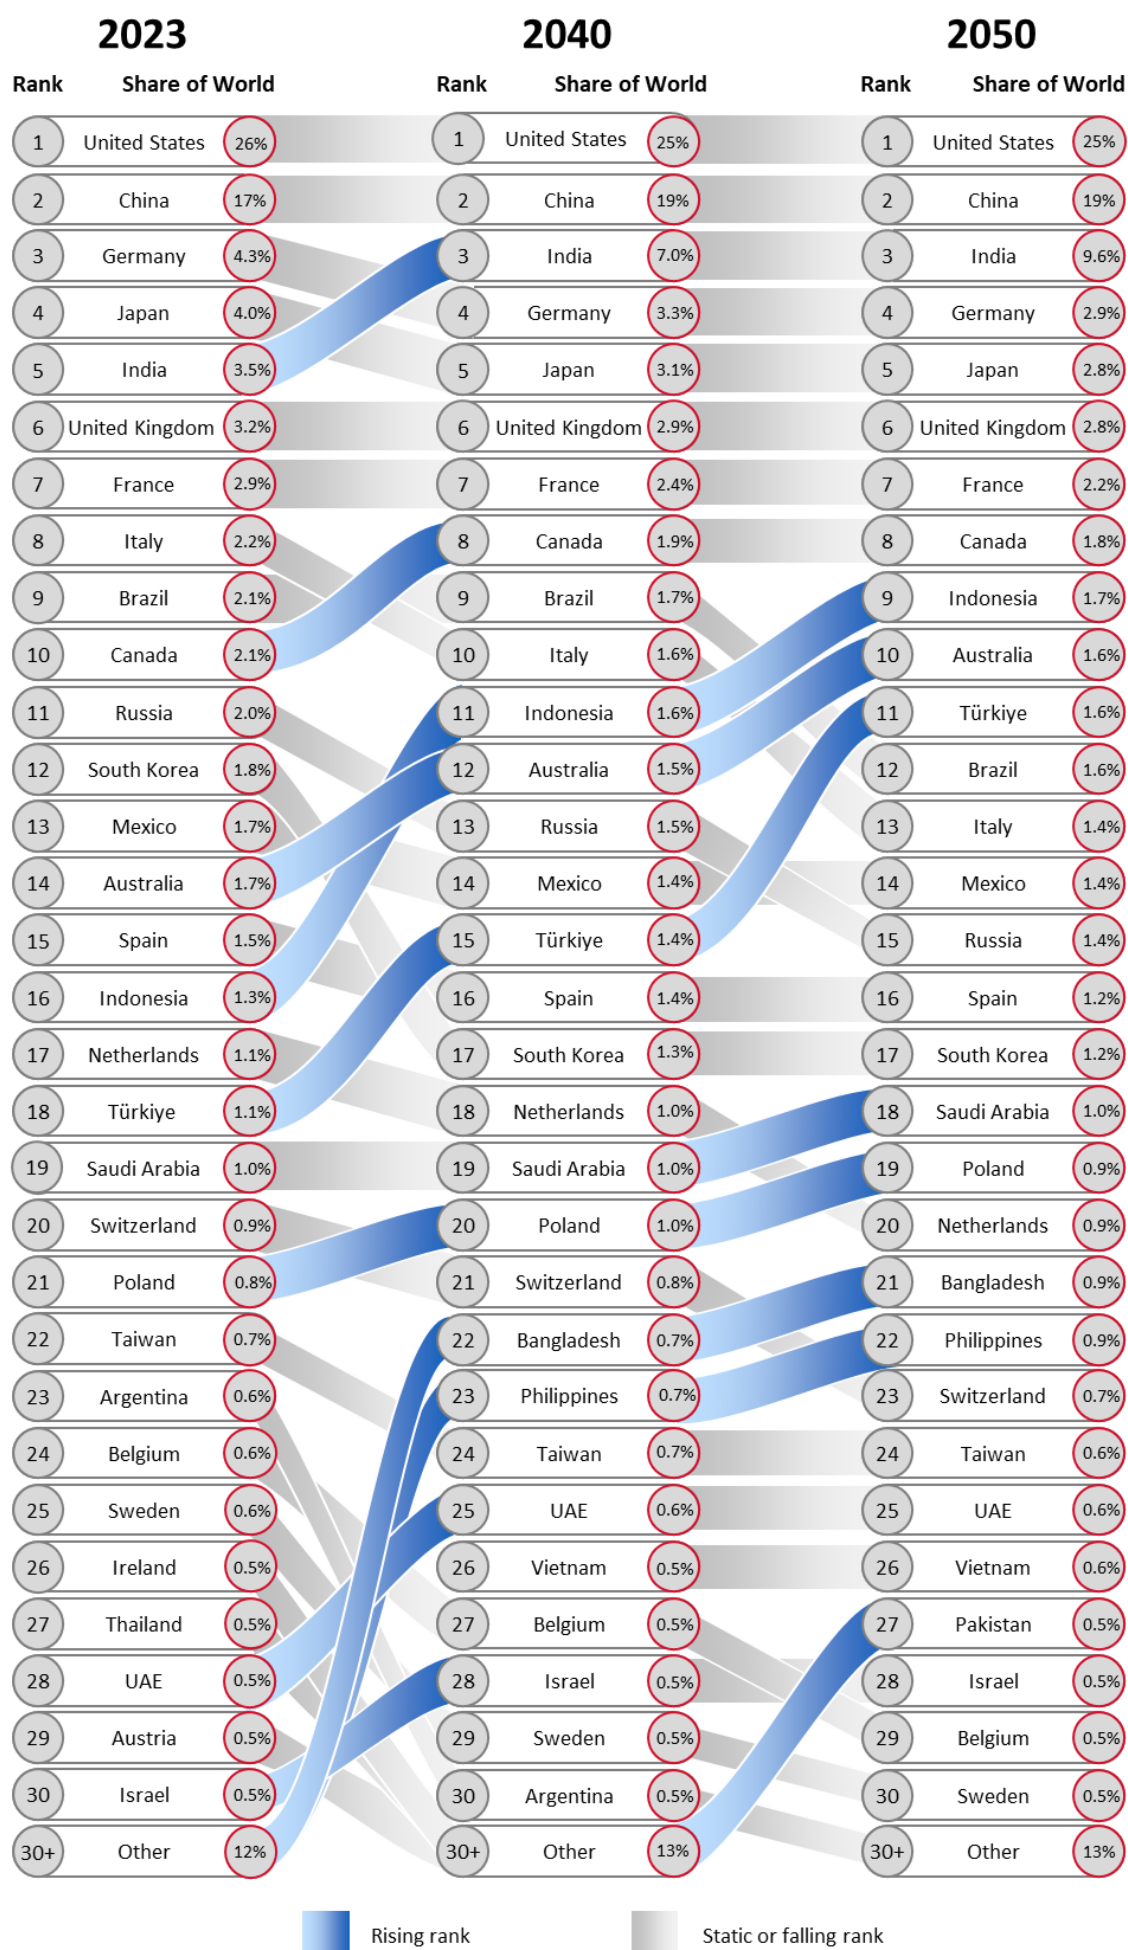 2023 2040 2050
Rank Share of World Rank Share of World Rank Share of World
1 United States 26% 1 United States 25% 1 United States 25%
2 China 17% 2 China 19% 2 China 19%
3 Germany 4.3% 3 India 7.0% 3 India 9.6%
4 Japan 4.0% 4 Germany 3.3% 4 Germany 2.9%
5 India 3.5% 5 Japan 3.1% 5 Japan 2.8%
6 United Kingdom 3.2% 6 United Kingdom 2.9% 6 United Kingdom 2.8%
7 France 2.9% 7 France 2.4% 7 France 2.2%
8 Italy 2.2% 8 Canada 1.9% 8 Canada 1.8%
9 Brazil 2.1% 9 Brazil 1.7% 9 Indonesia 1.7%
10 Canada 2.1% 10 Italy 1.6% 10 Australia 1.6%
11 Russia 2.0% 11 Indonesia 1.6% 11 Türkiye 1.6%
12 South Korea 1.8% 12 Australia 1.5% 12 Brazil 1.6%
13 Mexico 1.7% 13 Russia 1.5% 13 Italy 1.4%
14 Australia 1.7% 14 Mexico 1.4% 14 Mexico 1.4%
15 Spain 1.5% 15 Türkiye 1.4% 15 Russia 1.4%
16 Indonesia 1.3% 16 Spain 1.4% 16 Spain 1.2%
17 Netherlands 1.1% 17 South Korea 1.3% 17 South Korea 1.2%
18 Türkiye 1.1% 18 Netherlands 1.0% 18 Saudi Arabia 1.0%
19 Saudi Arabia 1.0% 19 Saudi Arabia 1.0% 19 Poland 0.9%
20 Switzerland 0.9% 20 Poland 1.0% 20 Netherlands 0.9%
21 Poland 0.8% 21 Switzerland 0.8% 21 Bangladesh 0.9%
22 Taiwan 0.7% 22 Bangladesh 0.7% 22 Philippines 0.9%
23 Argentina 0.6% 23 Philippines 0.7% 23 Switzerland 0.7%
24 Belgium 0.6% 24 Taiwan 0.7% 24 Taiwan 0.6%
25 Sweden 0.6% 25 UAE 0.6% 25 UAE 0.6%
26 Ireland 0.5% 26 Vietnam 0.5% 26 Vietnam 0.6%
27 Thailand 0.5% 27 Belgium 0.5% 27 Pakistan 0.5%
28 UAE 0.5% 28 Israel 0.5% 28 Israel 0.5%
29 Austria 0.5% 29 Sweden 0.5% 29 Belgium 0.5%
30 Israel 0.5% 30 Argentina 0.5% 30 Sweden 0.5%
30+ Other 12% 30+ Other 13% 30+ Other 13%
Rising rank Static or falling rank